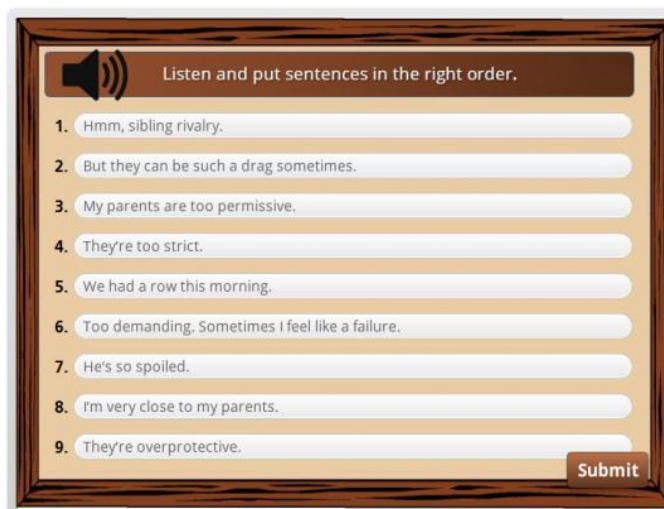 Listen and put sentences in the right order.
1. Hmm, sibling rivalry.
2. But they can be such a drag sometimes.
3. My parents are too permissive.
4. They're too strict.
5. We had a row this morning.
6. Too demanding. Sometimes I feel like a failure.
7. He's so spoiled.
8. I'm very close to my parents.
9. They're overprotective.
Submit